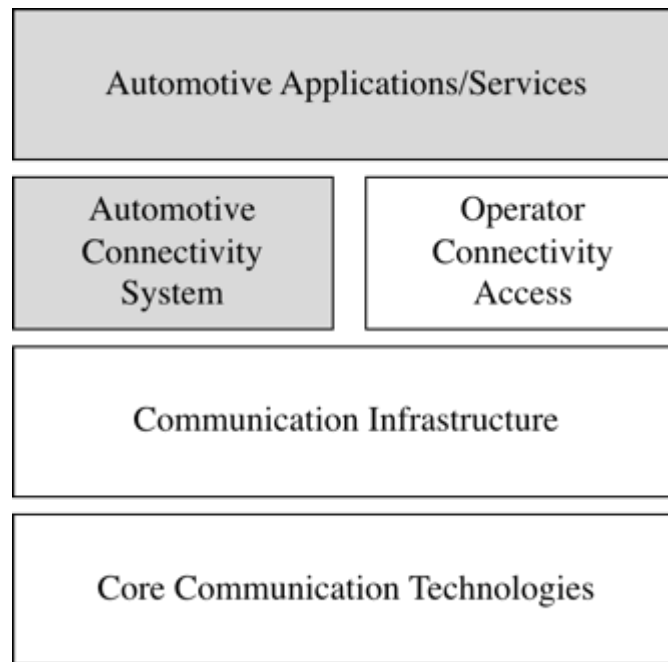 Automotive Applications/Services
Automotive
Connectivity
System
Operator
Connectivity
Access
Communication Infrastructure
Core Communication Technologies